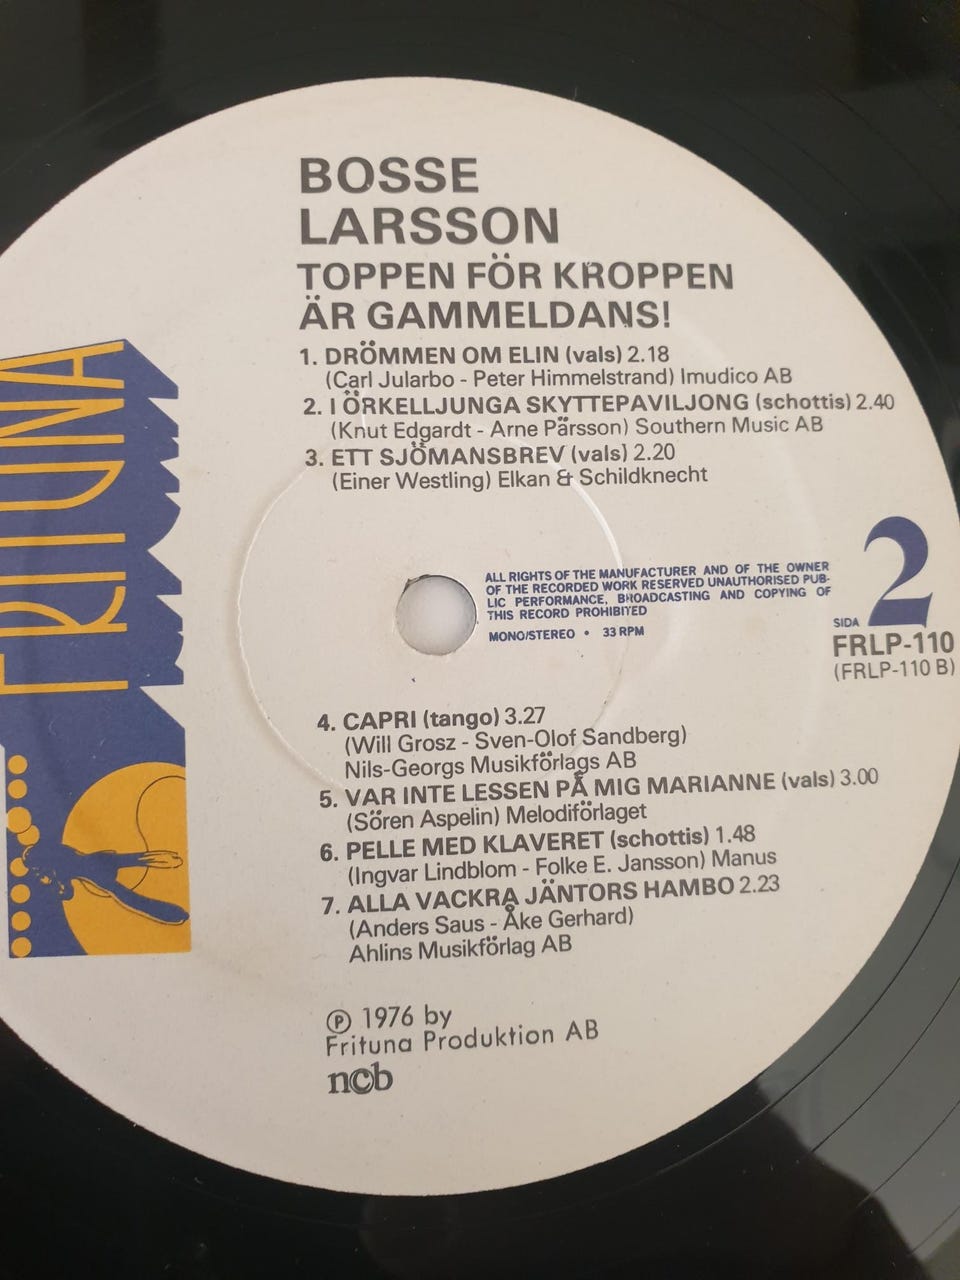 BOSSE
LARSSON
TOPPEN FÖR KROPPEN
ÄR GAMMELDANS!
1. DRÖMMEN OM ELIN (vals) 2.18
(Carl Jularbo - Peter Himmelstrand) Imudico AB
2. I ÖRKELLJUNGA SKYTTEPAVILJONG (schottis) 2.40
(Knut Edgardt - Arne Pärsson) Southern Music AB
3. ETT SJÖMANSBREV (vals) 2.20
(Einer Westling) Elkan & Schildknecht
FRITUNA
ALL RIGHTS OF THE MANUFACTURER AND OF THE OWNER
OF THE RECORDED WORK RESERVED UNAUTHORISED PUB-
LIC PERFORMANCE, BROADCASTING AND COPYING OF
THIS RECORD PROHIBITED
MONO/STEREO • 33 RPM
SIDA 2
FRLP-110
(FRLP-110 B)
4. CAPRI (tango) 3.27
(Will Grosz - Sven-Olof Sandberg)
Nils-Georgs Musikförlags AB
5. VAR INTE LESSEN PÅ MIG MARIANNE (vals) 3.00
(Sören Aspelin) Melodiförlaget
6. PELLE MED KLAVERET (schottis) 1.48
(Ingvar Lindblom - Folke E. Jansson) Manus
7. ALLA VACKRA JÄNTORS HAMBO 2.23
(Anders Saus - Åke Gerhard)
Ahlins Musikförlag AB
℗ 1976 by
Frituna Produktion AB
ncb